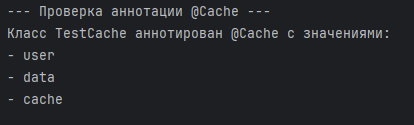 --- Проверка аннотации @Cache ---
Класс TestCache аннотирован @Cache с значениями:
- user
- data
- cache